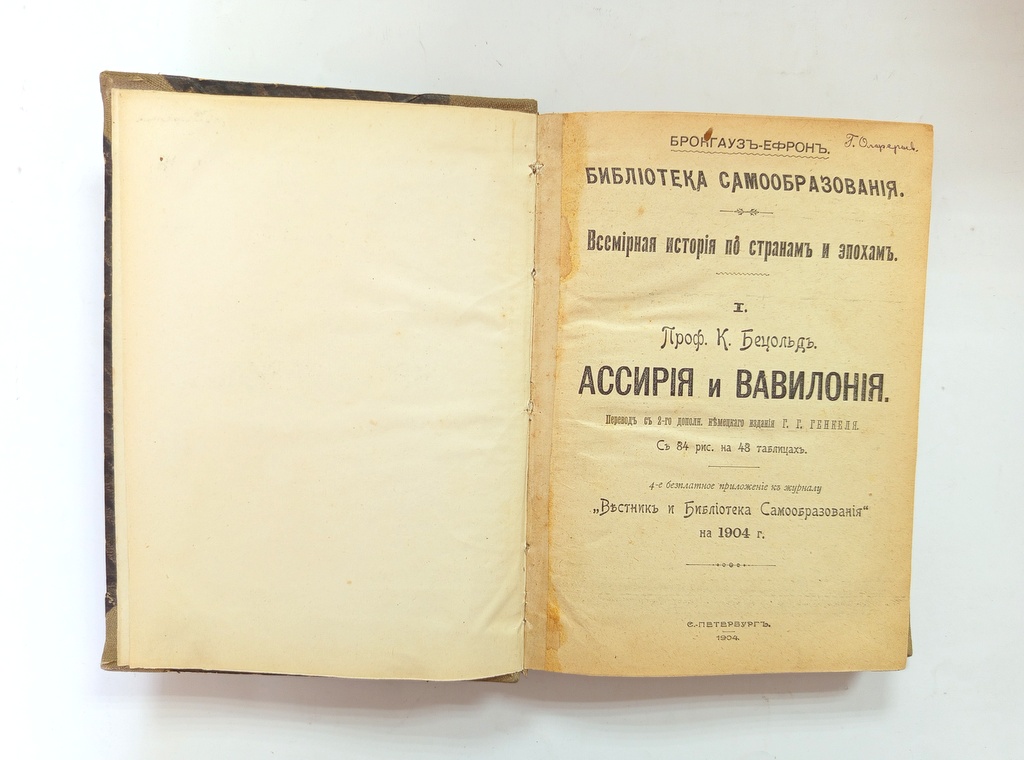 БРОКГАУЗЪ-ЕФРОНЪ.
БИБЛІОТЕКА САМООБРАЗОВАНІЯ.
Всемірная исторія по странамъ и эпохамъ.
I.
Проф. К. Бецольдъ.
АССИРІЯ и ВАВИЛОНІЯ.
Переводъ съ 2-го дополн. нѣмецкаго изданія Г. Г. ГЕНКЕЛЯ.
Съ 84 рис. на 48 таблицахъ.
4-е безплатное приложеніе къ журналу
„Вѣстникъ и Библіотека Самообразованія“
на 1904 г.
С.-ПЕТЕРБУРГЪ.
1904.